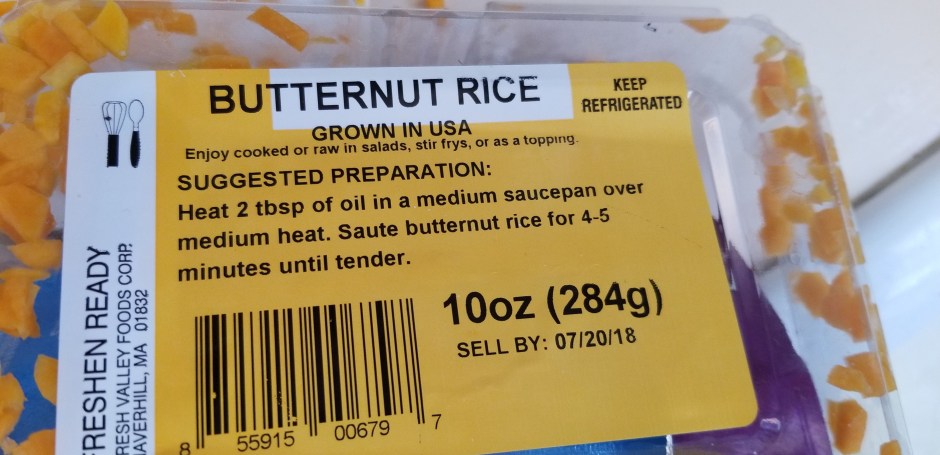 BUTTERNUT RICE
KEEP
REFRIGERATED
GROWN IN USA
Enjoy cooked or raw in salads, stir frys, or as a topping.
SUGGESTED PREPARATION:
Heat 2 tbsp of oil in a medium saucepan over
medium heat. Saute butternut rice for 4-5
minutes until tender.
10oz (284g)
SELL BY: 07/20/18
8 55915 00679 7
RESHEN READY
RESH VALLEY FOODS CORP.
AVERHILL, MA 01832